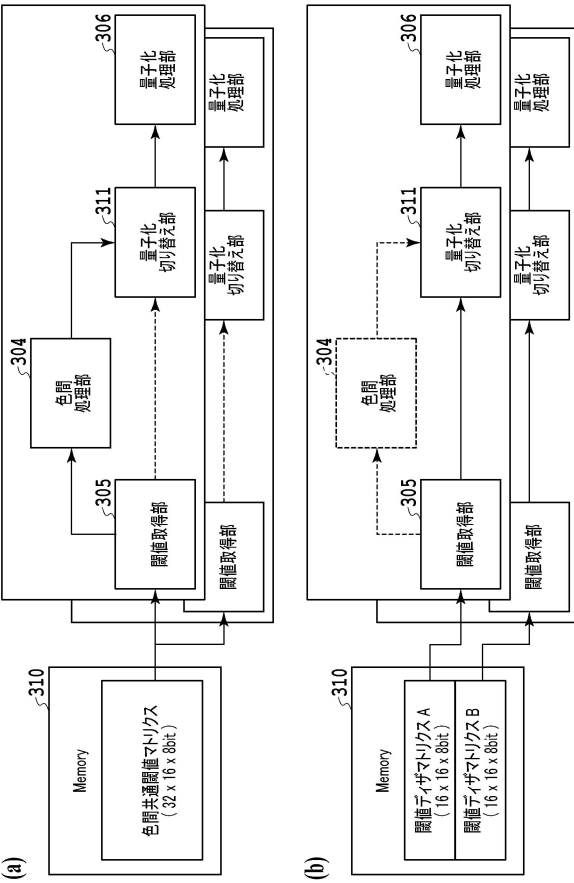 (a)
310
Memory
色間共通閾値マトリクス
( 32 x 16 x 8bit )
305
閾値取得部
閾値取得部
304
色間
処理部
311
量子化
切り替え部
量子化
切り替え部
306
量子化
処理部
量子化
処理部
(b)
310
Memory
閾値ディザマトリクス A
( 16 x 16 x 8bit )
閾値ディザマトリクス B
( 16 x 16 x 8bit )
305
閾値取得部
閾値取得部
304
色間
処理部
311
量子化
切り替え部
量子化
切り替え部
306
量子化
処理部
量子化
処理部